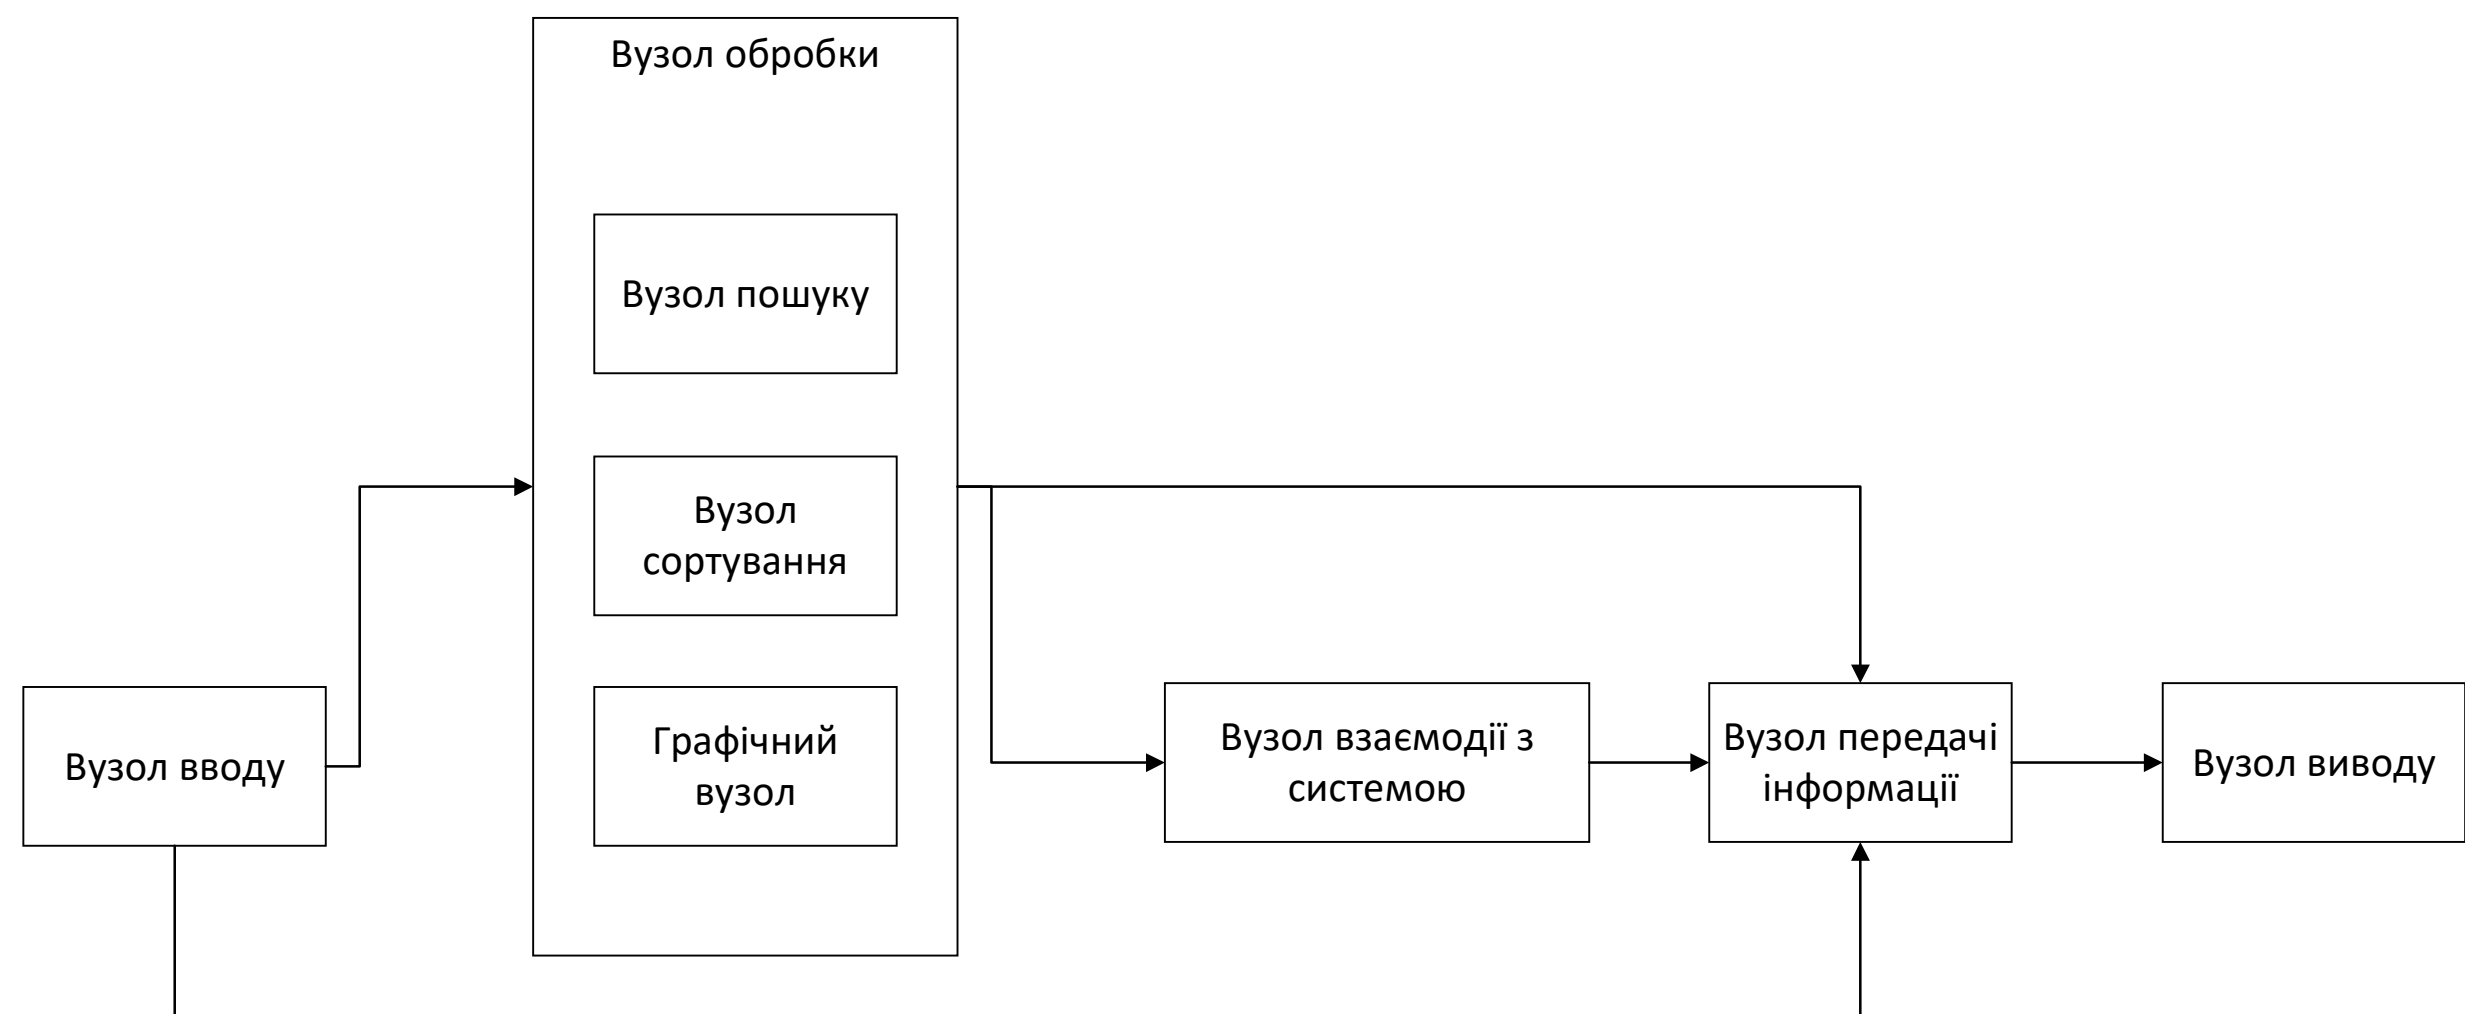 Вузол обробки
Вузол пошуку
Вузол
сортування
Графічний
вузол
Вузол вводу
Вузол взаємодії з
системою
Вузол передачі
інформації
Вузол виводу